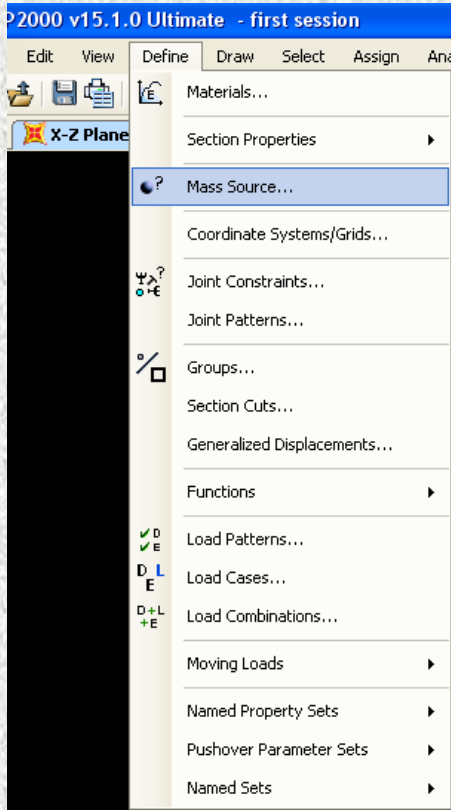 P2000 v15.1.0 Ultimate - first session
Edit View Define Draw Select Assign Ana
X-Z Plane
Materials...
Section Properties
Mass Source...
Coordinate Systems/Grids...
Joint Constraints...
Joint Patterns...
Groups...
Section Cuts...
Generalized Displacements...
Functions
Load Patterns...
Load Cases...
Load Combinations...
Moving Loads
Named Property Sets
Pushover Parameter Sets
Named Sets